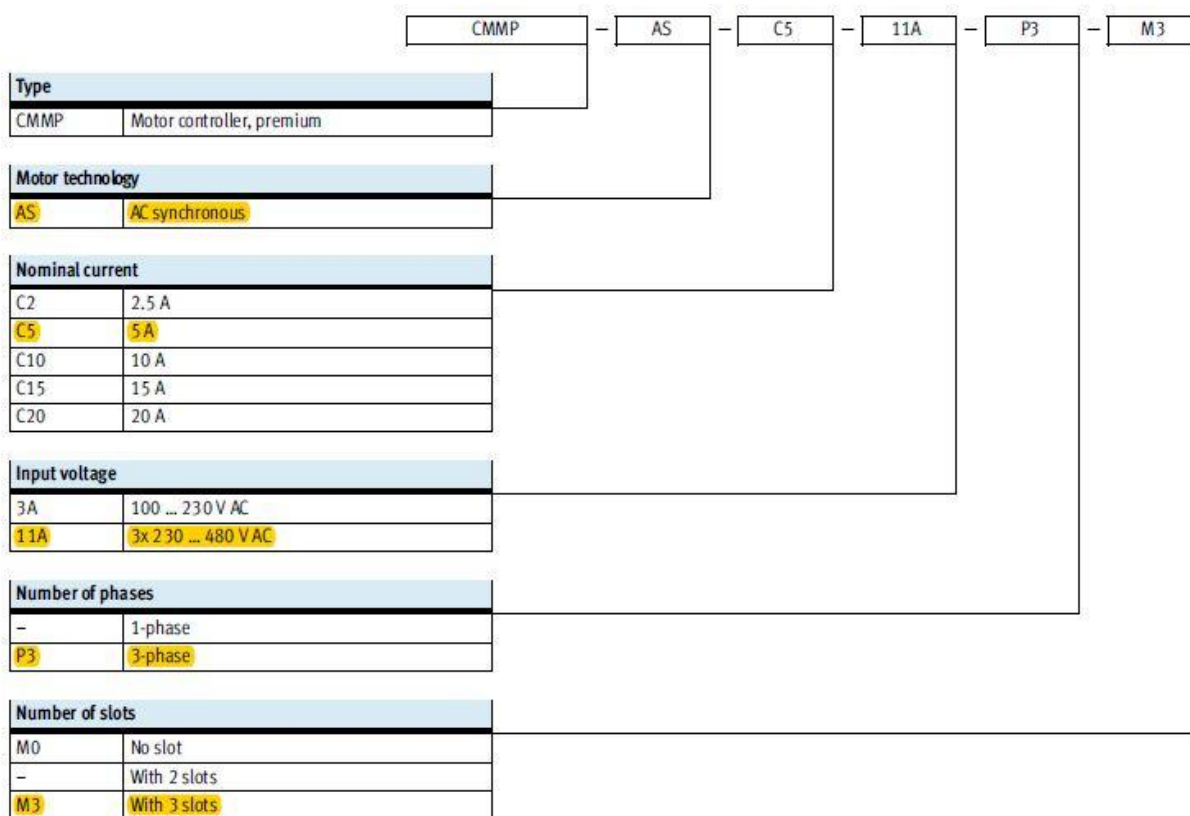 CMMP – AS – C5 – 11A – P3 – M3
Type
CMMP Motor controller, premium
Motor technology
AS AC synchronous
Nominal current
C2 2.5 A
C5 5 A
C10 10 A
C15 15 A
C20 20 A
Input voltage
3A 100 ... 230 V AC
11A 3x 230 ... 480 V AC
Number of phases
– 1-phase
P3 3-phase
Number of slots
M0 No slot
– With 2 slots
M3 With 3 slots